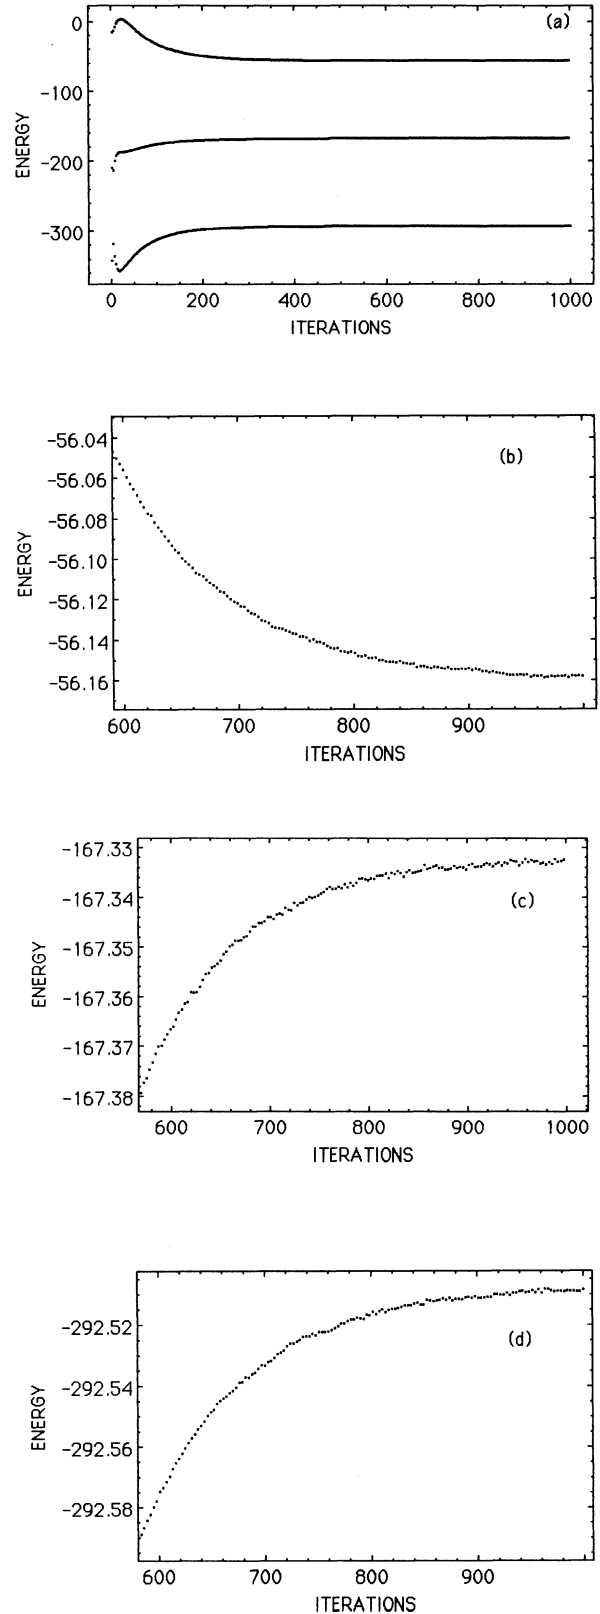 (a)
0
-100
-200
-300
ENERGY
0 200 400 600 800 1000
ITERATIONS
(b)
-56.04
-56.06
-56.08
-56.10
-56.12
-56.14
-56.16
ENERGY
600 700 800 900
ITERATIONS
-167.33
-167.34
-167.35
-167.36
-167.37
-167.38
(c)
ENERGY
600 700 800 900 1000
ITERATIONS
-292.52
-292.54
-292.56
-292.58
(d)
ENERGY
600 700 800 900
ITERATIONS